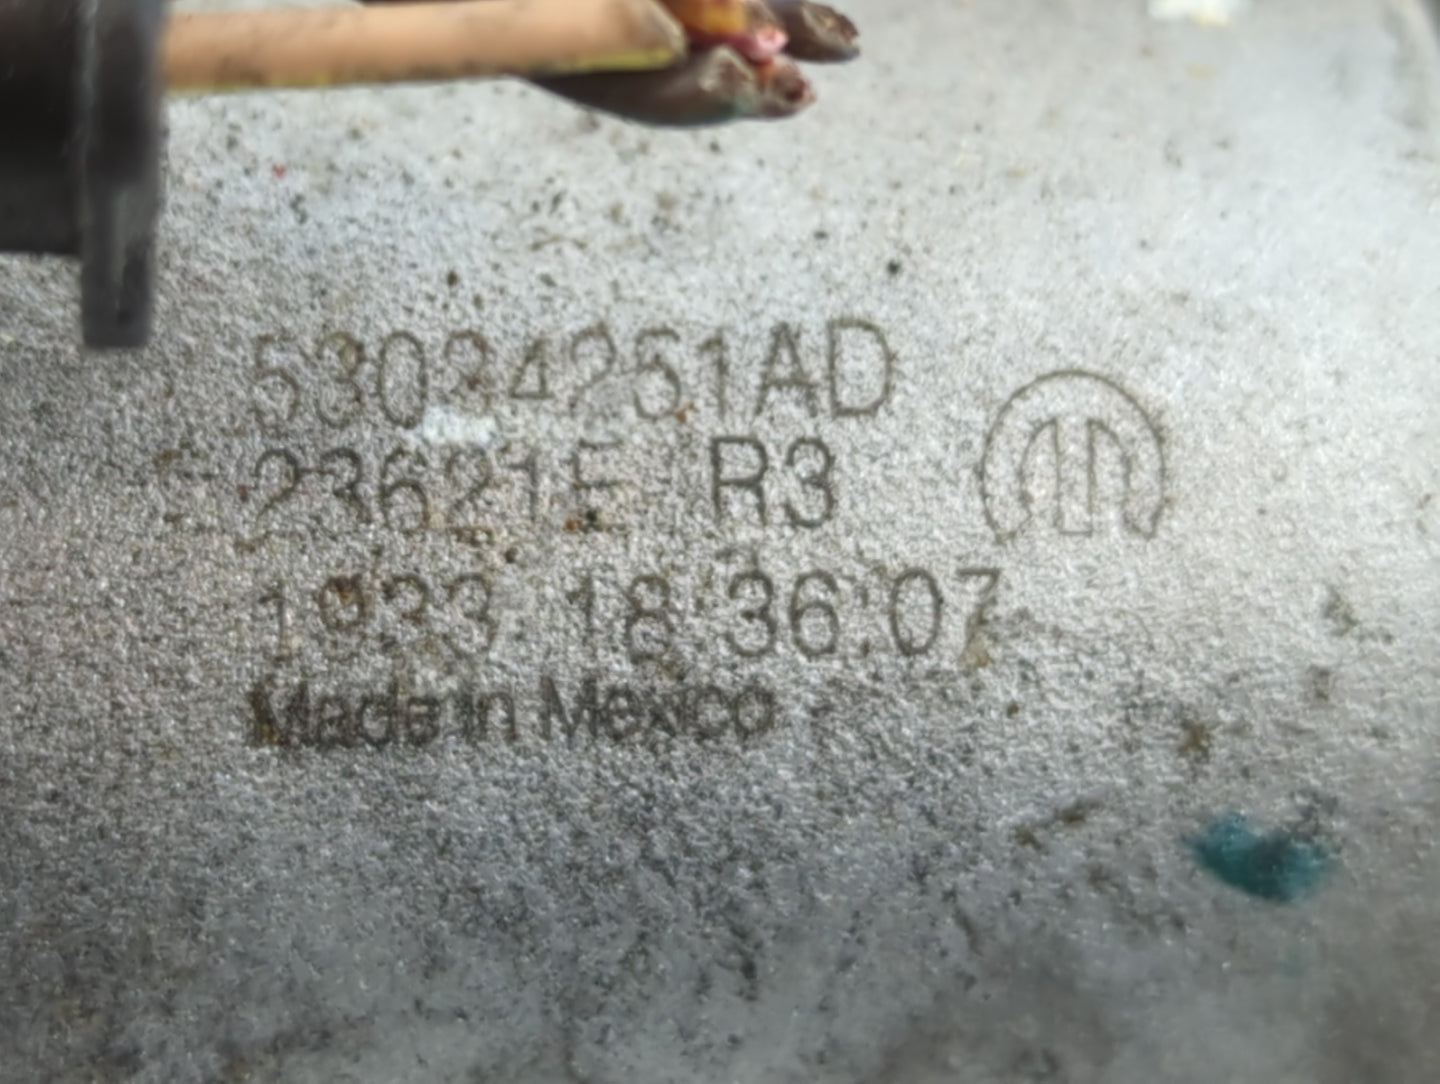 53034251AD
23621E R3
1933 18:36:07
Made in Mexico